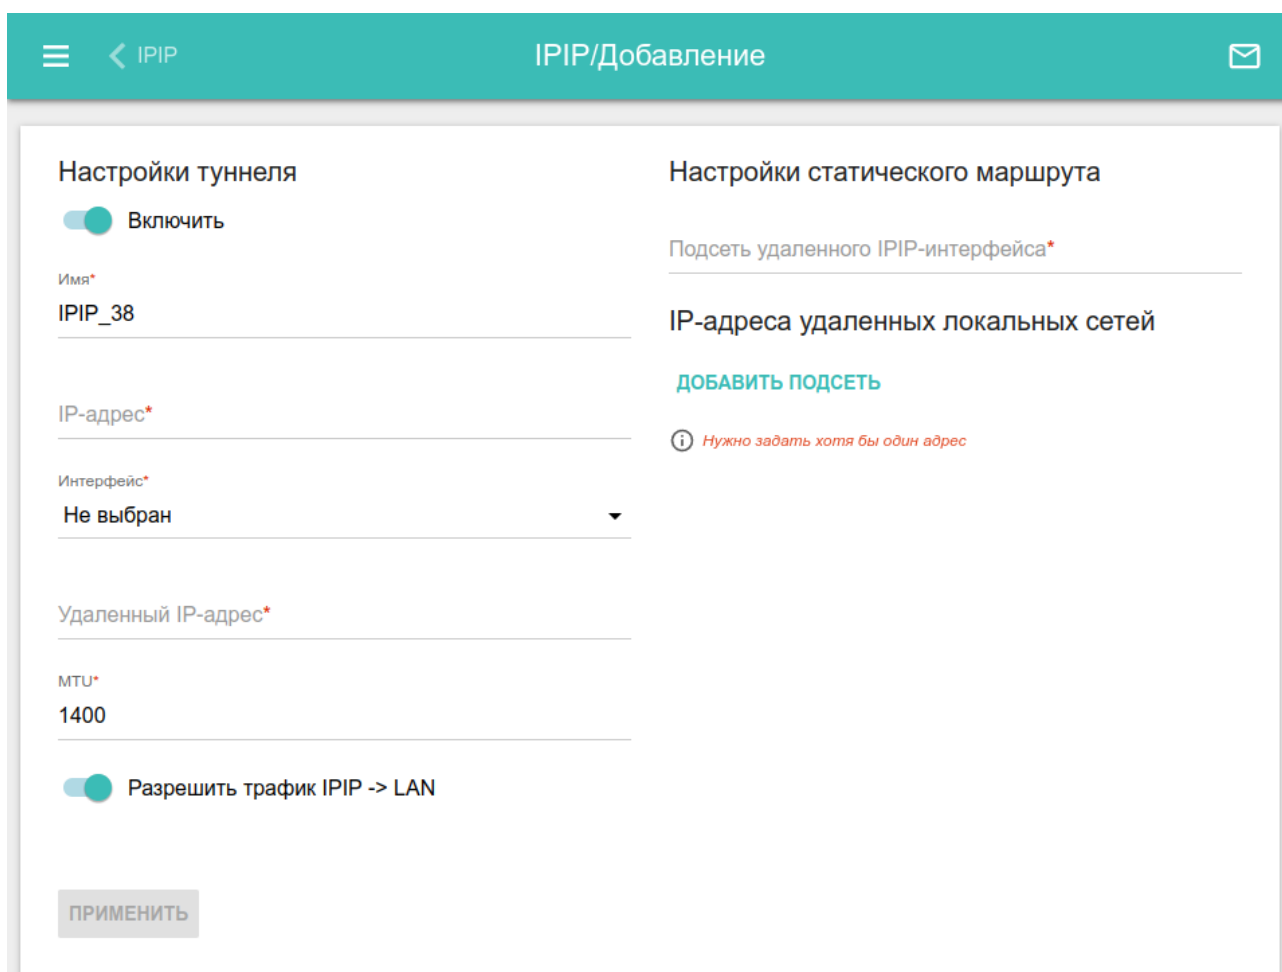 IPIP
IPIP/Добавление
Настройки туннеля
Включить
Имя*
IPIP_38
IP-адрес*
Интерфейс*
Не выбран
Удаленный IP-адрес*
MTU*
1400
Разрешить трафик IPIP -> LAN
ПРИМЕНИТЬ
Настройки статического маршрута
Подсеть удаленного IPIP-интерфейса*
IP-адреса удаленных локальных сетей
ДОБАВИТЬ ПОДСЕТЬ
Нужно задать хотя бы один адрес